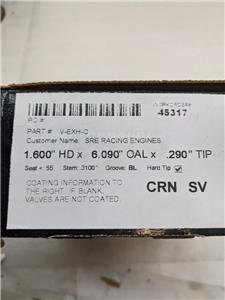 WORKORDER#
45317
PO #:
PART #: V-EXH-C
Customer Name: SRE RACING ENGINES
1.600" HD x 6.090" OAL x .290" TIP
Seat <: 55 Stem: .3100" Groove: BL Hard Tip
COATING INFORMATION TO
THE RIGHT. IF BLANK,
VALVES ARE NOT COATED.
CRN SV